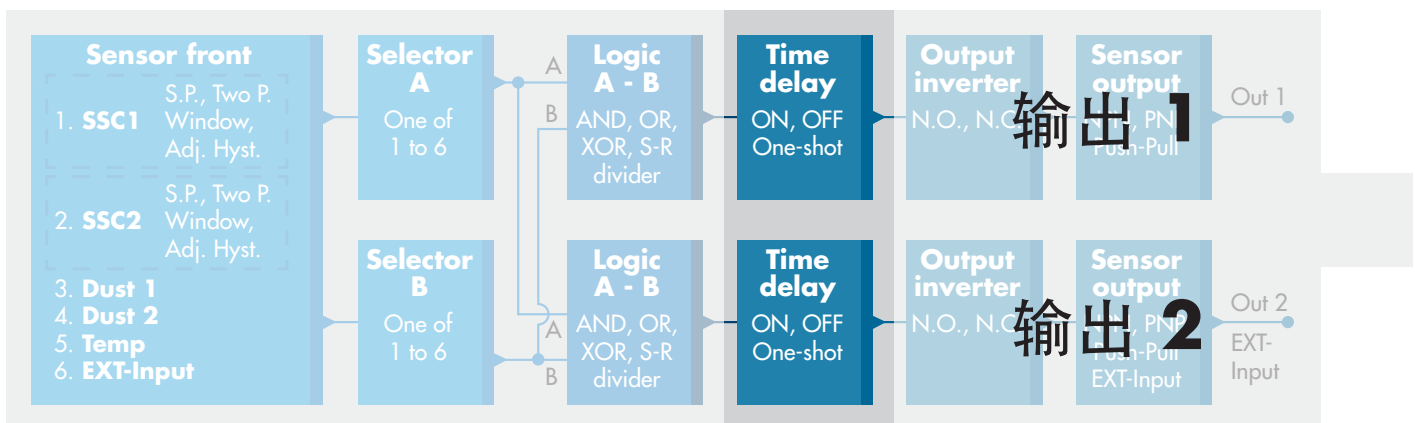 Sensor front
1. SSC1
S.P., Two P.
Window,
Adj. Hyst.
2. SSC2
S.P., Two P.
Window,
Adj. Hyst.
3. Dust 1
4. Dust 2
5. Temp
6. EXT-Input
Selector
A
One of
1 to 6
Selector
B
One of
1 to 6
A
B
Logic
A - B
AND, OR,
XOR, S-R
divider
A
B
Logic
A - B
AND, OR,
XOR, S-R
divider
Time
delay
ON, OFF
One-shot
Time
delay
ON, OFF
One-shot
Output
inverter
N.O., N.C.
Output
inverter
N.O., N.C.
Sensor
output
NPN, PNP
Push-Pull
输出 1
Out 1
Sensor
output
NPN, PNP
Push-Pull
EXT-Input
输出 2
Out 2
EXT-
Input